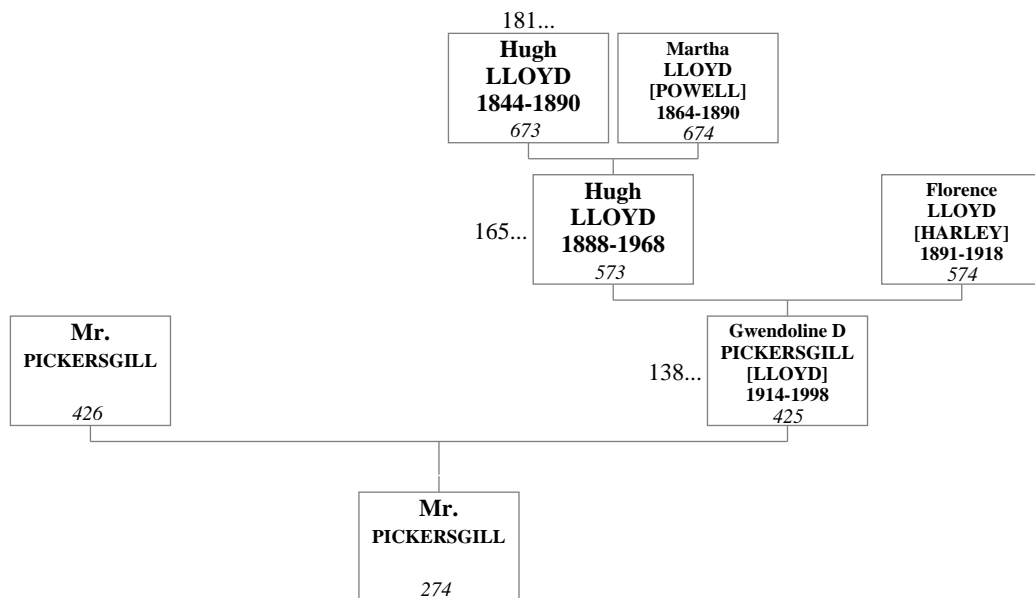 181...
Hugh
LLOYD
1844-1890
673
Martha
LLOYD
[POWELL]
1864-1890
674
165...
Hugh
LLOYD
1888-1968
573
Florence
LLOYD
[HARLEY]
1891-1918
574
Mr.
PICKERSGILL
426
138...
Gwendoline D
PICKERSGILL
[LLOYD]
1914-1998
425
Mr.
PICKERSGILL
274